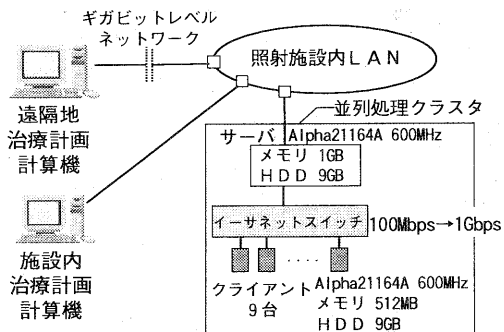 ギガビットレベル
ネットワーク
照射施設内LAN
遠隔地
治療計画
計算機
並列処理クラスタ
サーバ Alpha21164A 600MHz
メモリ 1GB
HDD 9GB
イーサネットスイッチ 100Mbps→1Gbps
施設内
治療計画
計算機
クライアント
9台
Alpha21164A 600MHz
メモリ 512MB
HDD 9GB